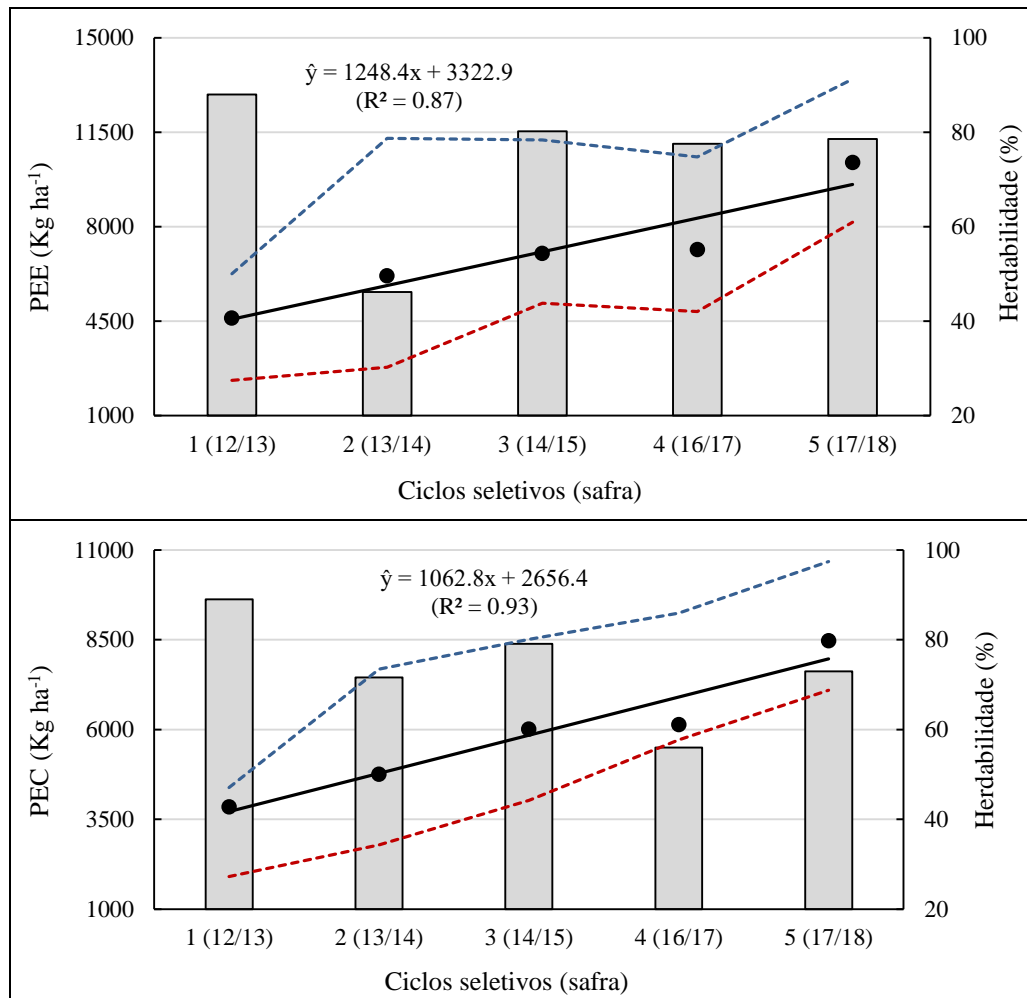 15000
11500
8000
4500
1000
PEE (Kg ha⁻¹)
ŷ = 1248.4x + 3322.9
(R² = 0.87)
100
80
60
40
20
Herdabilidade (%)
1 (12/13) 2 (13/14) 3 (14/15) 4 (16/17) 5 (17/18)
Ciclos seletivos (safra)
11000
8500
6000
3500
1000
PEC (Kg ha⁻¹)
ŷ = 1062.8x + 2656.4
(R² = 0.93)
100
80
60
40
20
Herdabilidade (%)
1 (12/13) 2 (13/14) 3 (14/15) 4 (16/17) 5 (17/18)
Ciclos seletivos (safra)